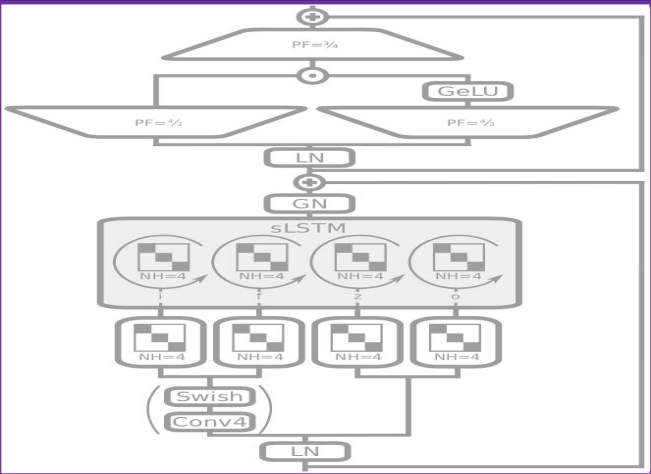 PF=¾
GeLU
PF=⁴⁄₃ PF=⁴⁄₃
LN
GN
sLSTM
NH=4 NH=4 NH=4 NH=4
i f z o
NH=4 NH=4 NH=4 NH=4
Swish
Conv4
LN